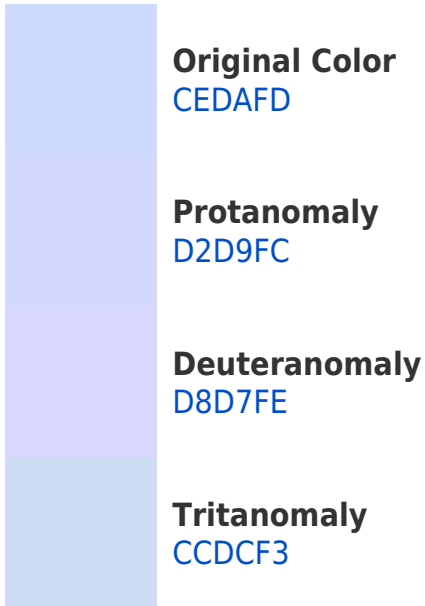 Original Color
CEDAFD
Protanomaly
D2D9FC
Deuteranomaly
D8D7FE
Tritanomaly
CCDCF3